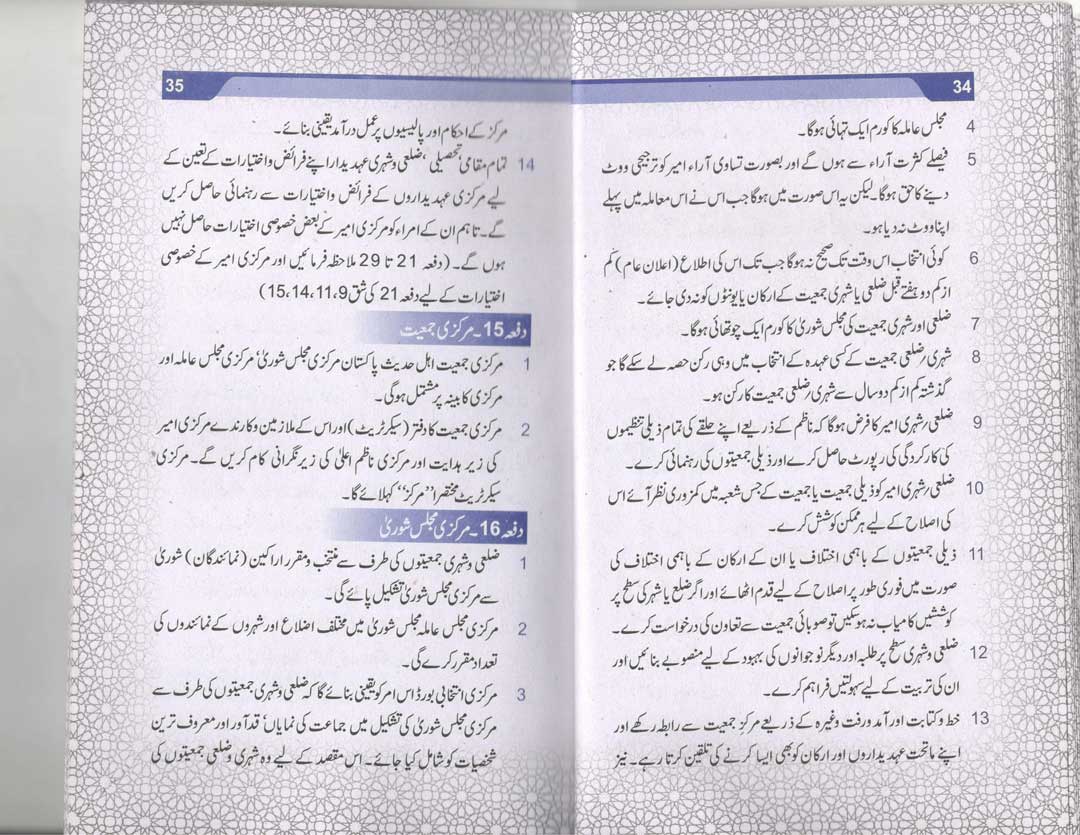 34
4 مجلس عاملہ کا کورم ایک تہائی ہوگا۔
5 فیصلے کثرت آراء سے ہوں گے اور بصورت تساوی آراء امیر کو ترجیحی ووٹ
دینے کا حق ہوگا۔ لیکن یہ اس صورت میں ہوگا جب اس نے اس معاملہ میں پہلے
اپنا ووٹ نہ دیا ہو۔
6 کوئی انتخاب اس وقت تک صحیح نہ ہوگا جب تک اس کی اطلاع (اعلان عام) کم
از کم دو ہفتے قبل ضلعی یا شہری جمعیت کے ارکان یا یونٹوں کو نہ دی جائے۔
7 ضلعی اور شہری جمعیت کی مجلس شوریٰ کا کورم ایک چوتھائی ہوگا۔
8 شہری/ضلعی جمعیت کے کسی عہدہ کے انتخاب میں وہی رکن حصہ لے سکے گا جو
گذشتہ کم از کم دو سال سے شہری/ضلعی جمعیت کا رکن ہو۔
9 ضلعی/شہری امیر کا فرض ہوگا کہ ناظم کے ذریعے اپنے حلقے کی تمام ذیلی تنظیموں
کی کارکردگی کی رپورٹ حاصل کرے اور ذیلی جمعیتوں کی رہنمائی کرے۔
10 ضلعی/شہری امیر کو ذیلی جمعیت یا جمعیت کے جس شعبہ میں کمزوری نظر آئے اس
کی اصلاح کے لیے ہر ممکن کوشش کرے۔
11 ذیلی جمعیتوں کے باہمی اختلاف یا ان کے ارکان کے باہمی اختلاف کی
صورت میں فوری طور پر اصلاح کے لیے قدم اٹھائے اور اگر ضلع یا شہر کی سطح پر
کوششیں کامیاب نہ ہو سکیں تو صوبائی جمعیت سے تعاون کی درخواست کرے۔
12 ضلعی و شہری سطح پر طلبہ اور دیگر نوجوانوں کی بہبود کے لیے منصوبے بنائیں اور
ان کی تربیت کے لیے سہولتیں فراہم کرے۔
13 خط و کتابت اور آمدورفت وغیرہ کے ذریعے مرکز جمعیت سے رابطہ رکھے اور
اپنے ماتحت عہدیداروں اور ارکان کو بھی ایسا کرنے کی تلقین کرتا رہے۔ نیز
35
مرکز کے احکام اور پالیسیوں پر عمل درآمد یقینی بنائے۔
14 تمام مقامی، تحصیلی، ضلعی و شہری عہدیدار اپنے فرائض و اختیارات کے تعین کے
لیے مرکزی عہدیداروں کے فرائض و اختیارات سے رہنمائی حاصل کریں
گے۔ تاہم ان کے امراء کو مرکزی امیر کے بعض خصوصی اختیارات حاصل نہیں
ہوں گے۔ (دفعہ 21 تا 29 ملاحظہ فرمائیں اور مرکزی امیر کے خصوصی
اختیارات کے لیے دفعہ 21 کی شق 9،11،14،15)
دفعہ 15۔ مرکزی جمعیت
1 مرکزی جمعیت اہل حدیث پاکستان مرکزی مجلس شوریٰ، مرکزی مجلس عاملہ اور
مرکزی کابینہ پر مشتمل ہوگی۔
2 مرکزی جمعیت کا دفتر (سیکرٹریٹ) اور اس کے ملازمین و کارندے مرکزی امیر
کی زیر ہدایت اور مرکزی ناظم اعلیٰ کی زیر نگرانی کام کریں گے۔ مرکزی
سیکرٹریٹ مختصرا ’’مرکز‘‘ کہلائے گا۔
دفعہ 16۔ مرکزی مجلس شوریٰ
1 ضلعی و شہری جمعیتوں کی طرف سے منتخب و مقرر اراکین (نمائندگان) شوریٰ
سے مرکزی مجلس شوریٰ تشکیل پائے گی۔
2 مرکزی مجلس عاملہ مجلس شوریٰ میں مختلف اضلاع اور شہروں کے نمائندوں کی
تعداد مقرر کرے گی۔
3 مرکزی انتخابی بورڈ اس امر کو یقینی بنائے گا کہ ضلعی و شہری جمعیتوں کی طرف سے
مرکزی مجلس شوریٰ کی تشکیل میں جماعت کی نمایاں، قد آور اور معروف ترین
شخصیات کو شامل کیا جائے۔ اس مقصد کے لیے وہ شہری و ضلعی جمعیتوں کی